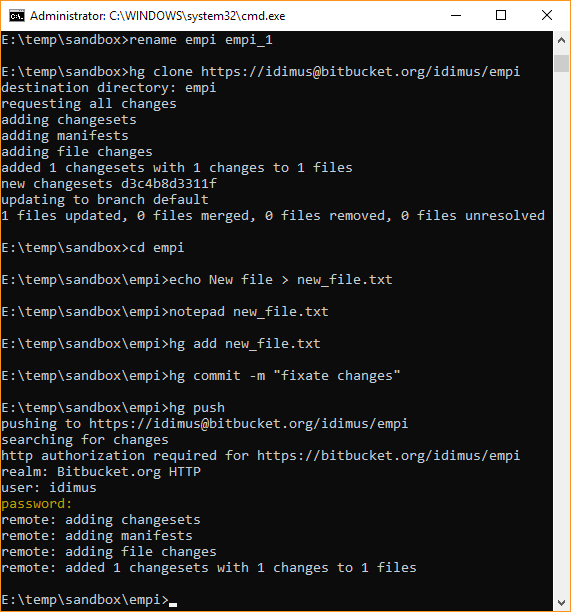 Administrator: C:\WINDOWS\system32\cmd.exe
E:\temp\sandbox>rename empi empi_1
E:\temp\sandbox>hg clone https://idimus@bitbucket.org/idimus/empi
destination directory: empi
requesting all changes
adding changesets
adding manifests
adding file changes
added 1 changesets with 1 changes to 1 files
new changesets d3c4b8d3311f
updating to branch default
1 files updated, 0 files merged, 0 files removed, 0 files unresolved
E:\temp\sandbox>cd empi
E:\temp\sandbox\empi>echo New file > new_file.txt
E:\temp\sandbox\empi>notepad new_file.txt
E:\temp\sandbox\empi>hg add new_file.txt
E:\temp\sandbox\empi>hg commit -m "fixate changes"
E:\temp\sandbox\empi>hg push
pushing to https://idimus@bitbucket.org/idimus/empi
searching for changes
http authorization required for https://bitbucket.org/idimus/empi
realm: Bitbucket.org HTTP
user: idimus
password:
remote: adding changesets
remote: adding manifests
remote: adding file changes
remote: added 1 changesets with 1 changes to 1 files
E:\temp\sandbox\empi>